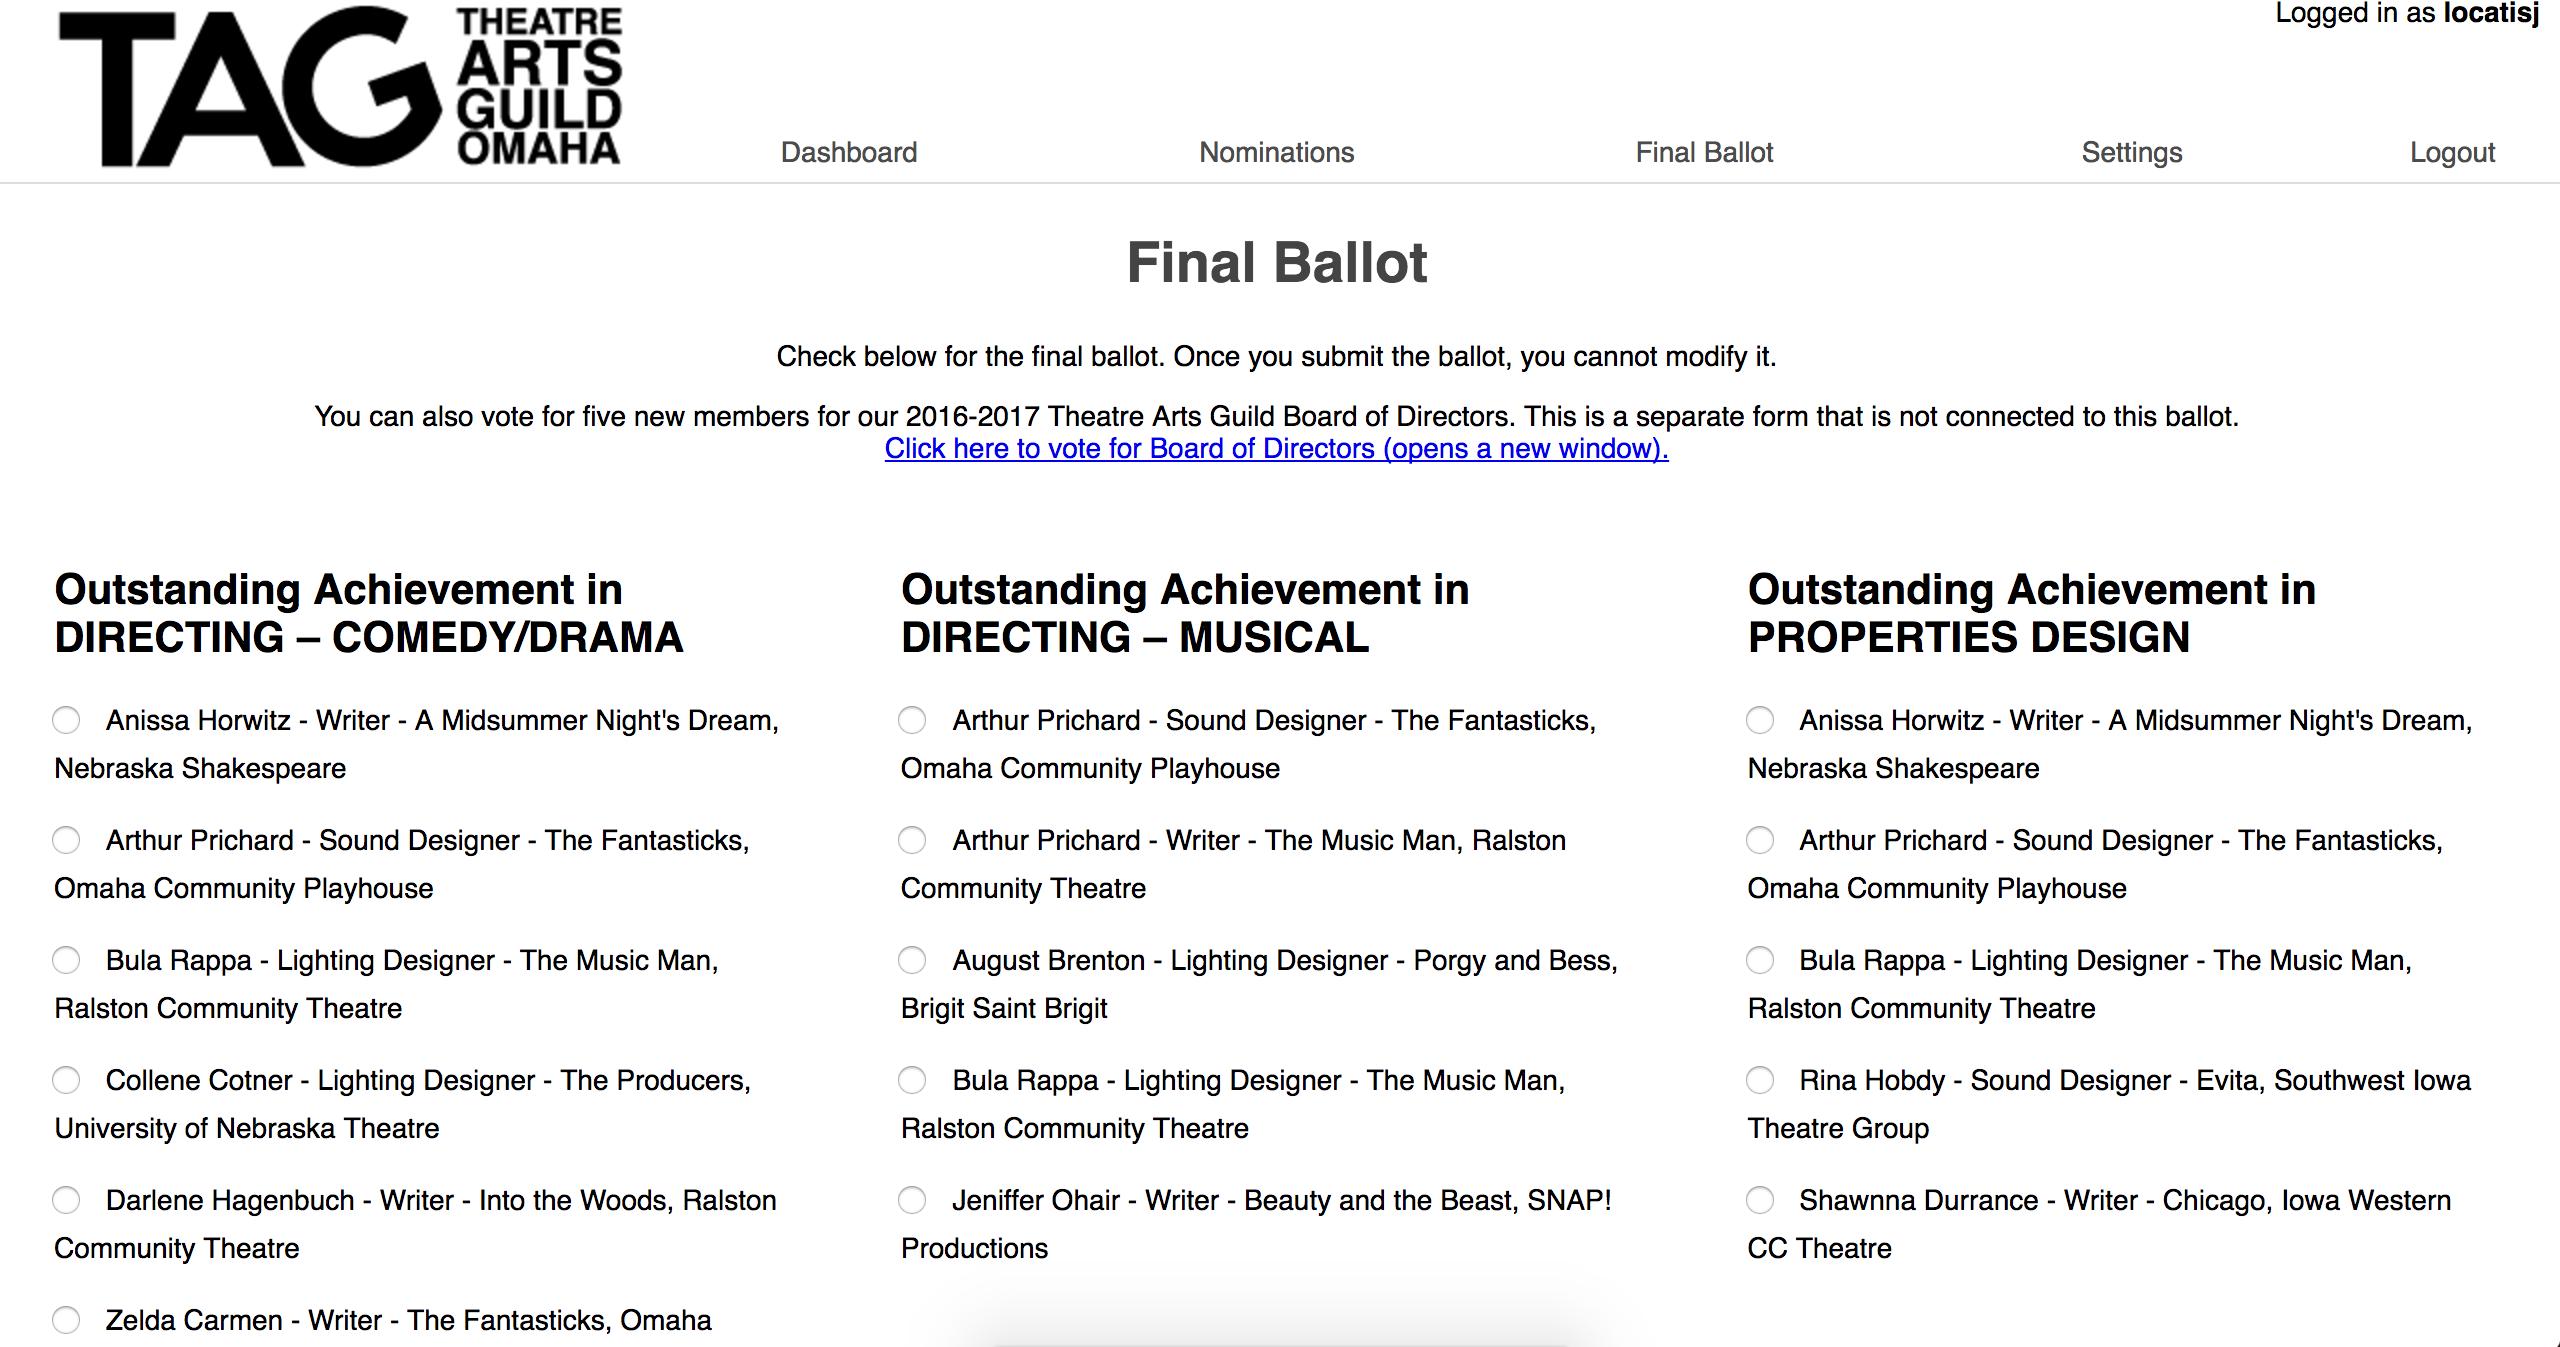 TAG
THEATRE
ARTS
GUILD
OMAHA
Logged in as locatisj
Dashboard
Nominations
Final Ballot
Settings
Logout
Final Ballot
Check below for the final ballot. Once you submit the ballot, you cannot modify it.
You can also vote for five new members for our 2016-2017 Theatre Arts Guild Board of Directors. This is a separate form that is not connected to this ballot.
Click here to vote for Board of Directors (opens a new window).
Outstanding Achievement in
DIRECTING – COMEDY/DRAMA
Anissa Horwitz - Writer - A Midsummer Night's Dream,
Nebraska Shakespeare
Arthur Prichard - Sound Designer - The Fantasticks,
Omaha Community Playhouse
Bula Rappa - Lighting Designer - The Music Man,
Ralston Community Theatre
Collene Cotner - Lighting Designer - The Producers,
University of Nebraska Theatre
Darlene Hagenbuch - Writer - Into the Woods, Ralston
Community Theatre
Zelda Carmen - Writer - The Fantasticks, Omaha
Outstanding Achievement in
DIRECTING – MUSICAL
Arthur Prichard - Sound Designer - The Fantasticks,
Omaha Community Playhouse
Arthur Prichard - Writer - The Music Man, Ralston
Community Theatre
August Brenton - Lighting Designer - Porgy and Bess,
Brigit Saint Brigit
Bula Rappa - Lighting Designer - The Music Man,
Ralston Community Theatre
Jeniffer Ohair - Writer - Beauty and the Beast, SNAP!
Productions
Outstanding Achievement in
PROPERTIES DESIGN
Anissa Horwitz - Writer - A Midsummer Night's Dream,
Nebraska Shakespeare
Arthur Prichard - Sound Designer - The Fantasticks,
Omaha Community Playhouse
Bula Rappa - Lighting Designer - The Music Man,
Ralston Community Theatre
Rina Hobdy - Sound Designer - Evita, Southwest Iowa
Theatre Group
Shawnna Durrance - Writer - Chicago, Iowa Western
CC Theatre